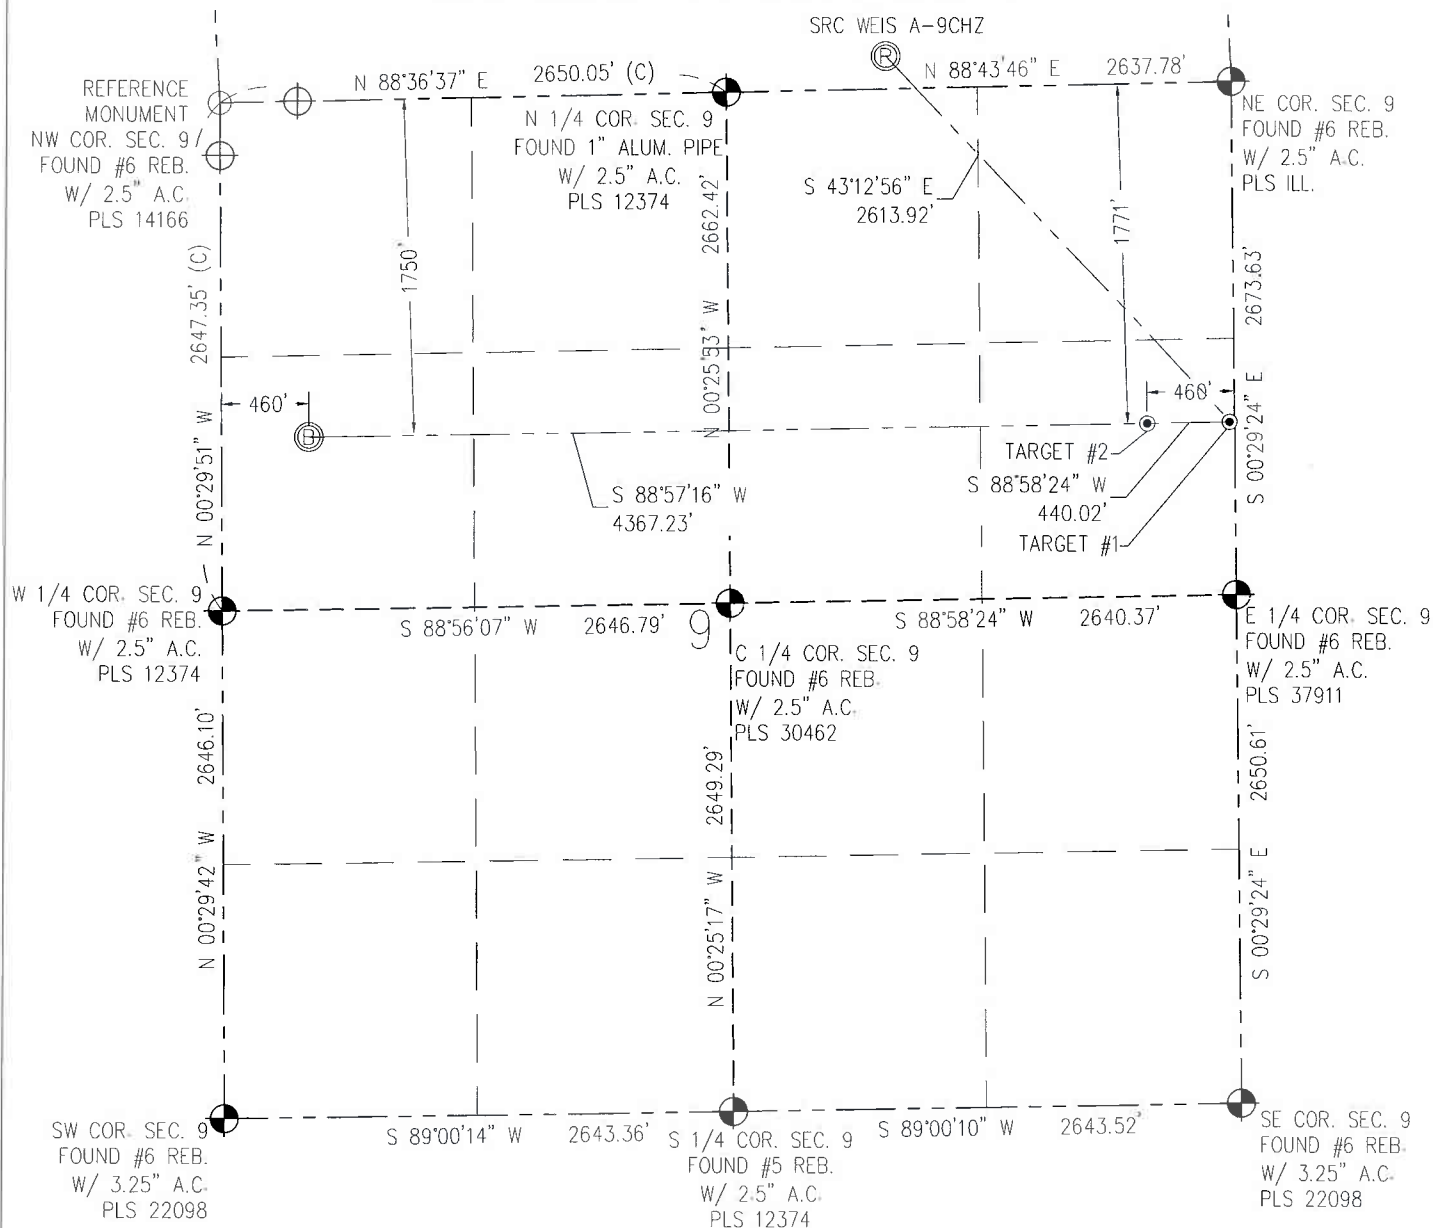 SRC WEIS A-9CHZ
R
REFERENCE
MONUMENT
NW COR. SEC. 9/
FOUND #6 REB.
W/ 2.5" A.C.
PLS 14166
N 88°36'37" E
2650.05' (C)
N 88°43'46" E
2637.78'
N 1/4 COR. SEC. 9
FOUND 1" ALUM. PIPE
W/ 2.5" A.C.
PLS 12374
NE COR. SEC. 9
FOUND #6 REB.
W/ 2.5" A.C.
PLS ILL.
S 43°12'56" E
2613.92'
2647.35' (C)
1750'
2662.42'
1771'
2673.63'
N 00°29'51" W
N 00°25'33" W
S 00°29'24" E
460'
460'
B
TARGET #2
S 88°58'24" W
440.02'
TARGET #1
S 88°57'16" W
4367.23'
W 1/4 COR. SEC. 9
FOUND #6 REB.
W/ 2.5" A.C.
PLS 12374
S 88°56'07" W
2646.79'
9
S 88°58'24" W
2640.37'
C 1/4 COR. SEC. 9
FOUND #6 REB.
W/ 2.5" A.C.
PLS 30462
E 1/4 COR. SEC. 9
FOUND #6 REB.
W/ 2.5" A.C.
PLS 37911
2646.10'
2649.29'
2650.61'
N 00°29'42" W
N 00°25'17" W
S 00°29'24" E
SW COR. SEC. 9
FOUND #6 REB.
W/ 3.25" A.C.
PLS 22098
S 89°00'14" W
2643.36'
S 1/4 COR. SEC. 9
FOUND #5 REB.
W/ 2.5" A.C.
PLS 12374
S 89°00'10" W
2643.52'
SE COR. SEC. 9
FOUND #6 REB.
W/ 3.25" A.C.
PLS 22098